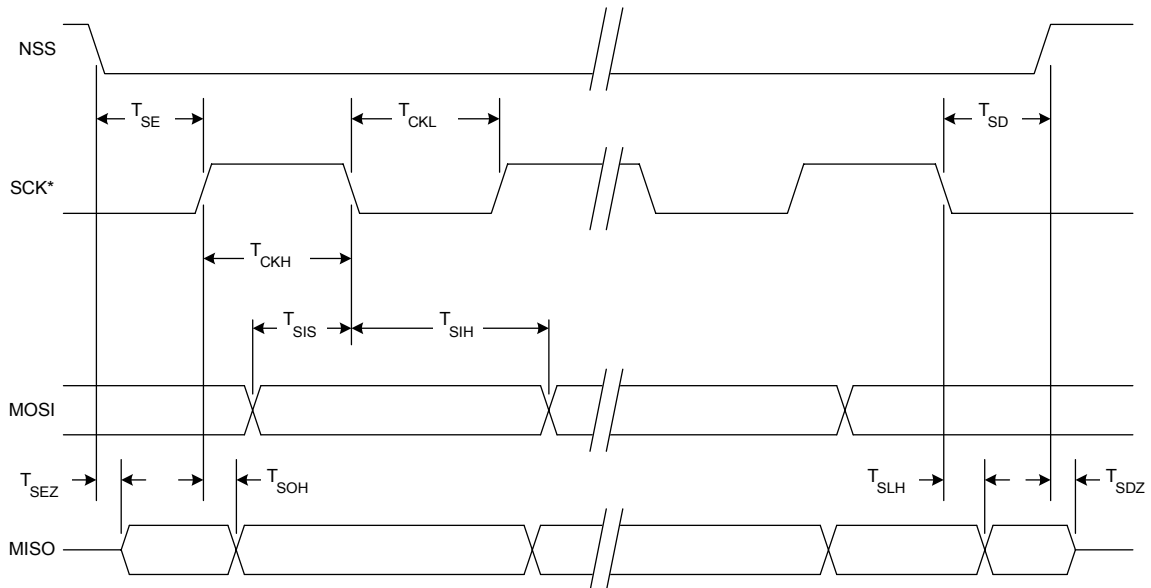 NSS
TSE
TCKL
TSD
SCK*
TCKH
TSIS
TSIH
MOSI
TSEZ
TSOH
TSLH
TSDZ
MISO